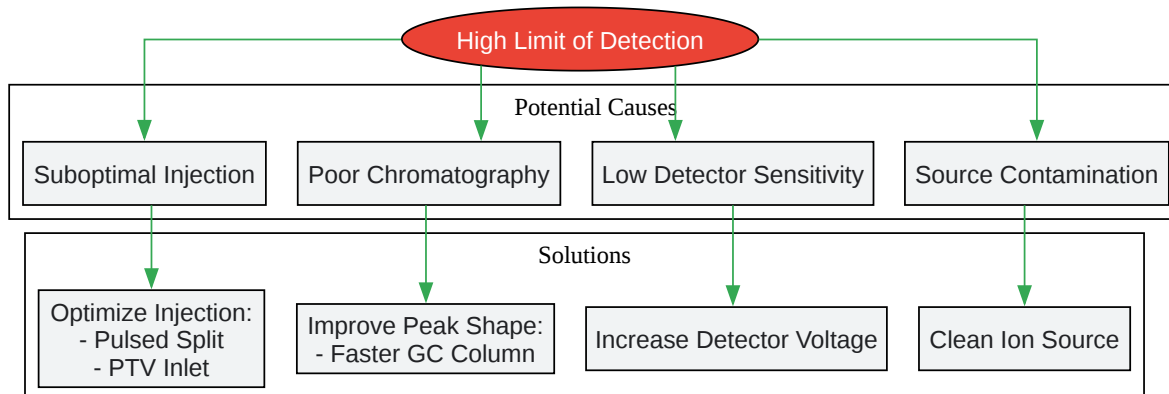 High Limit of Detection
Potential Causes
Suboptimal Injection
Poor Chromatography
Low Detector Sensitivity
Source Contamination
Solutions
Optimize Injection:
- Pulsed Split
- PTV Inlet
Improve Peak Shape:
- Faster GC Column
Increase Detector Voltage
Clean Ion Source